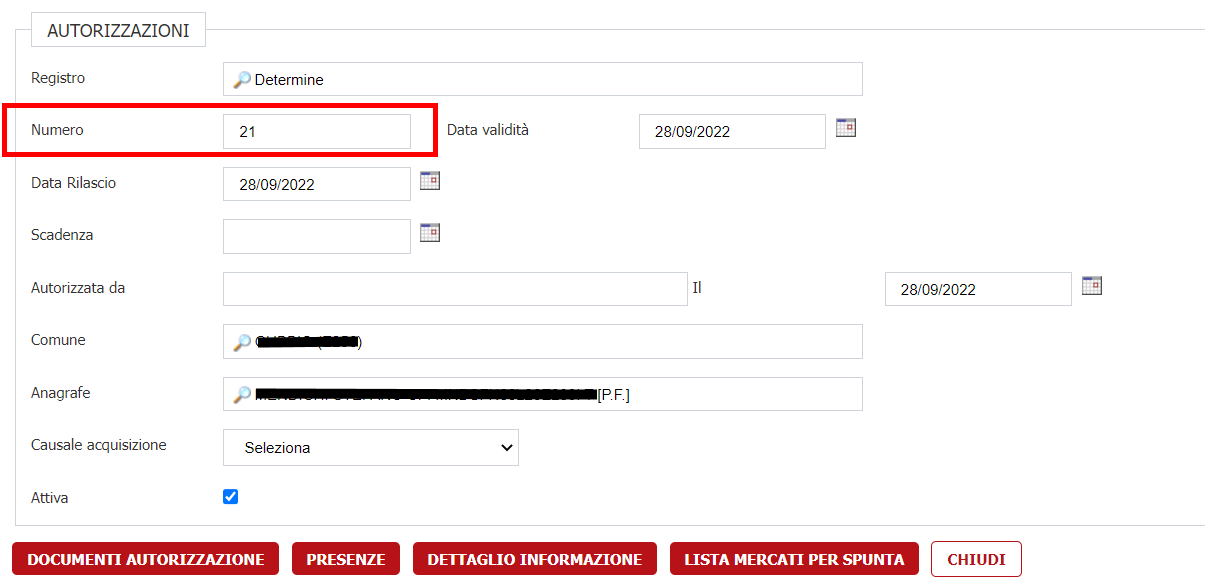 AUTORIZZAZIONI
Registro Determine
Numero 21 Data validità 28/09/2022
Data Rilascio 28/09/2022
Scadenza
Autorizzata da Il 28/09/2022
Comune
Anagrafe [P.F.]
Causale acquisizione Seleziona
Attiva
DOCUMENTI AUTORIZZAZIONE PRESENZE DETTAGLIO INFORMAZIONE LISTA MERCATI PER SPUNTA CHIUDI